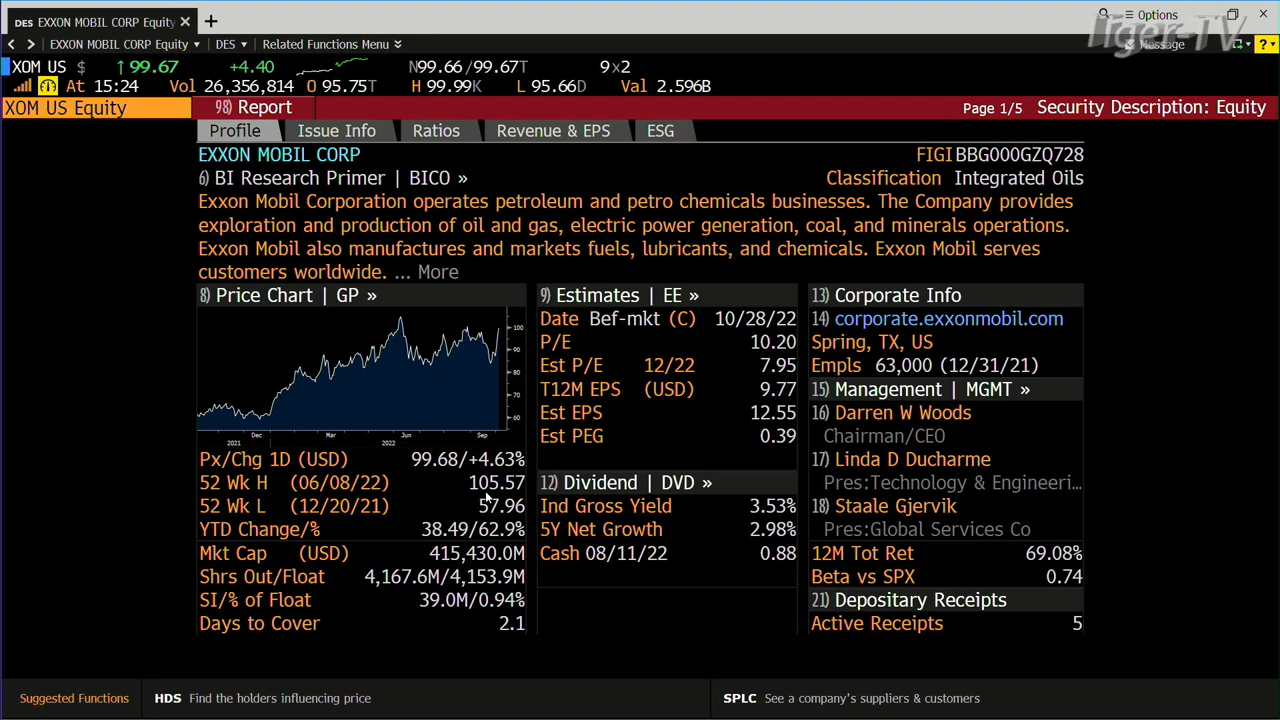 DES EXXON MOBIL CORP Equity × +
Options
Tiger-TV
< > EXXON MOBIL CORP Equity DES Related Functions Menu
Message
?
XOM US $ ↑99.67 +4.40 N99.66/99.67T 9x2
At 15:24 Vol 26,356,814 O 95.75T H 99.99K L 95.66D Val 2.596B
XOM US Equity 98) Report Page 1/5 Security Description: Equity
Profile Issue Info Ratios Revenue & EPS ESG
EXXON MOBIL CORP FIGI BBG000GZQ728
6) BI Research Primer | BICO » Classification Integrated Oils
Exxon Mobil Corporation operates petroleum and petro chemicals businesses. The Company provides
exploration and production of oil and gas, electric power generation, coal, and minerals operations.
Exxon Mobil also manufactures and markets fuels, lubricants, and chemicals. Exxon Mobil serves
customers worldwide. ... More
8) Price Chart | GP »
100
90
80
70
60
Dec Mar Jun Sep
2021 2022
Px/Chg 1D (USD) 99.68/+4.63%
52 Wk H (06/08/22) 105.57
52 Wk L (12/20/21) 57.96
YTD Change/% 38.49/62.9%
Mkt Cap (USD) 415,430.0M
Shrs Out/Float 4,167.6M/4,153.9M
SI/% of Float 39.0M/0.94%
Days to Cover 2.1
9) Estimates | EE »
Date Bef-mkt (C) 10/28/22
P/E 10.20
Est P/E 12/22 7.95
T12M EPS (USD) 9.77
Est EPS 12.55
Est PEG 0.39
12) Dividend | DVD »
Ind Gross Yield 3.53%
5Y Net Growth 2.98%
Cash 08/11/22 0.88
13) Corporate Info
14) corporate.exxonmobil.com
Spring, TX, US
Empls 63,000 (12/31/21)
15) Management | MGMT »
16) Darren W Woods
Chairman/CEO
17) Linda D Ducharme
Pres:Technology & Engineeri...
18) Staale Gjervik
Pres:Global Services Co
12M Tot Ret 69.08%
Beta vs SPX 0.74
21) Depositary Receipts
Active Receipts 5
Suggested Functions HDS Find the holders influencing price SPLC See a company's suppliers & customers